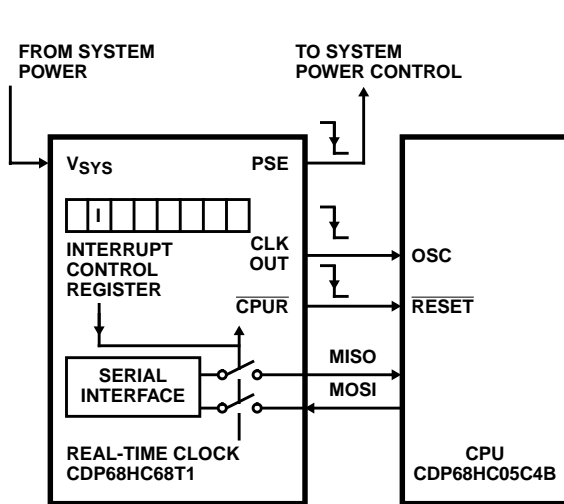 FROM SYSTEM
POWER
TO SYSTEM
POWER CONTROL
VSYS
PSE
I
INTERRUPT
CONTROL
REGISTER
CLK
OUT
OSC
CPUR
RESET
SERIAL
INTERFACE
MISO
MOSI
REAL-TIME CLOCK
CDP68HC68T1
CPU
CDP68HC05C4B